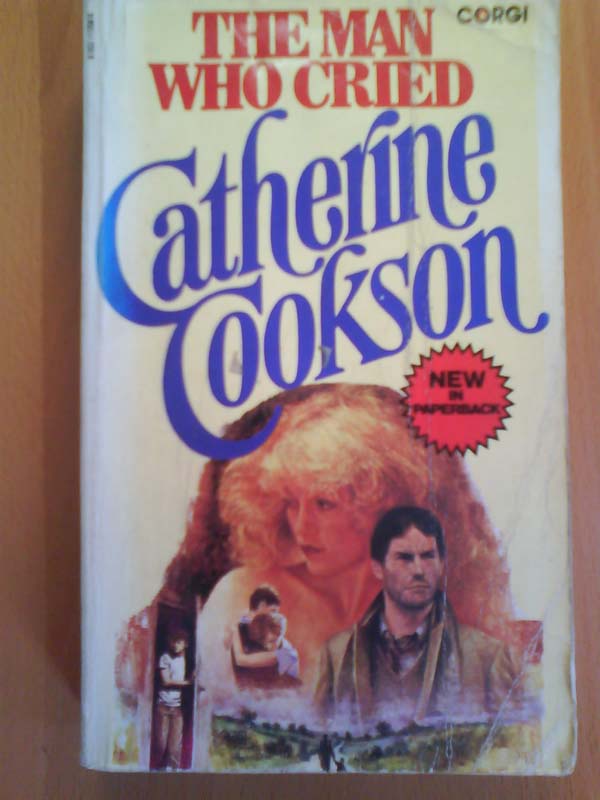 CORGI
THE MAN
WHO CRIED
Catherine
Cookson
NEW
IN
PAPERBACK